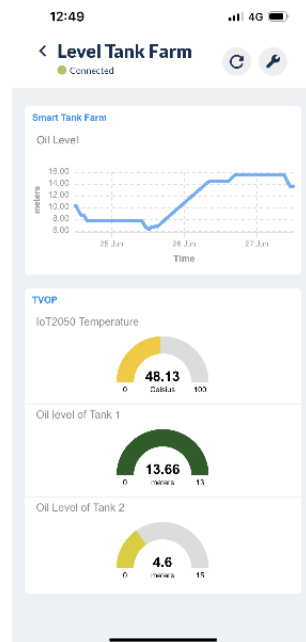 12:49 4G
Level Tank Farm
Connected
Smart Tank Farm
Oil Level
16.00
14.00
12.00
10.00
8.00
6.00
meters
25 Jun 26 Jun 27 Jun
Time
TVOP
IoT2050 Temperature
48.13
0 Celsius 100
Oil level of Tank 1
13.66
0 meters 13
Oil Level of Tank 2
4.6
0 meters 15